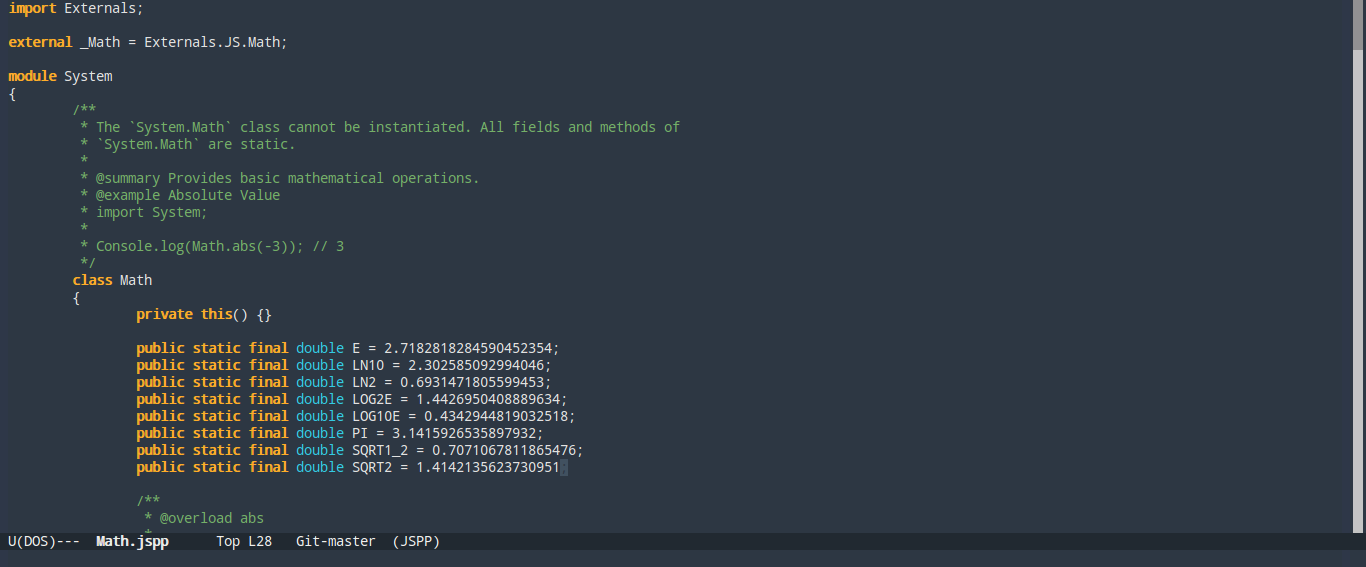 import Externals;
external _Math = Externals.JS.Math;
module System
{
/**
* The `System.Math` class cannot be instantiated. All fields and methods of
* `System.Math` are static.
*
* @summary Provides basic mathematical operations.
* @example Absolute Value
* import System;
*
* Console.log(Math.abs(-3)); // 3
*/
class Math
{
private this() {}
public static final double E = 2.7182818284590452354;
public static final double LN10 = 2.302585092994046;
public static final double LN2 = 0.6931471805599453;
public static final double LOG2E = 1.4426950408889634;
public static final double LOG10E = 0.4342944819032518;
public static final double PI = 3.1415926535897932;
public static final double SQRT1_2 = 0.7071067811865476;
public static final double SQRT2 = 1.4142135623730951;
/**
* @overload abs
*
U(DOS)--- Math.jspp Top L28 Git-master (JSPP)